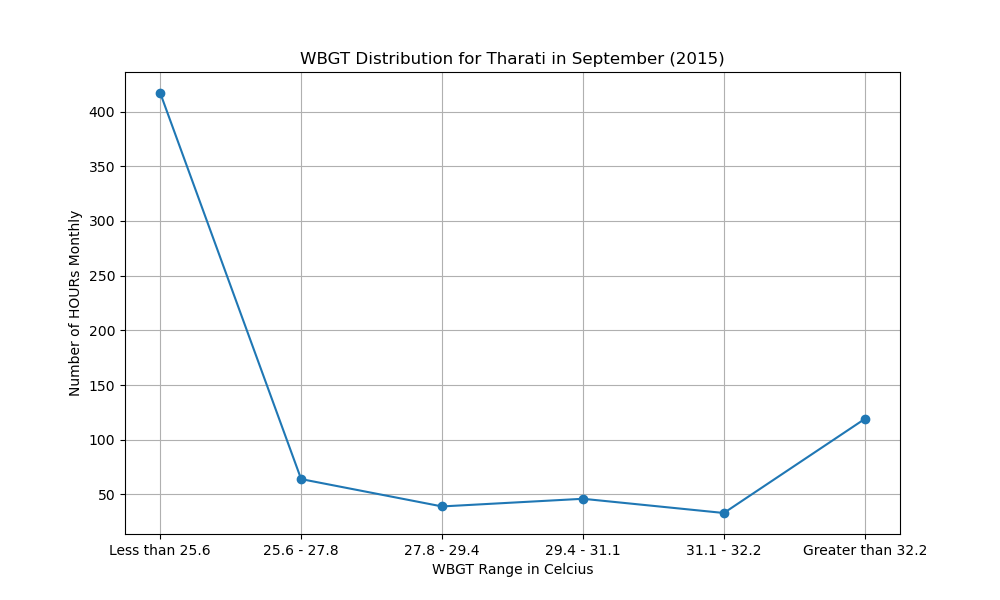 WBGT Distribution for Tharati in September (2015)
Number of HOURs Monthly
400
350
300
250
200
150
100
50
Less than 25.6
25.6 - 27.8
27.8 - 29.4
29.4 - 31.1
31.1 - 32.2
Greater than 32.2
WBGT Range in Celcius